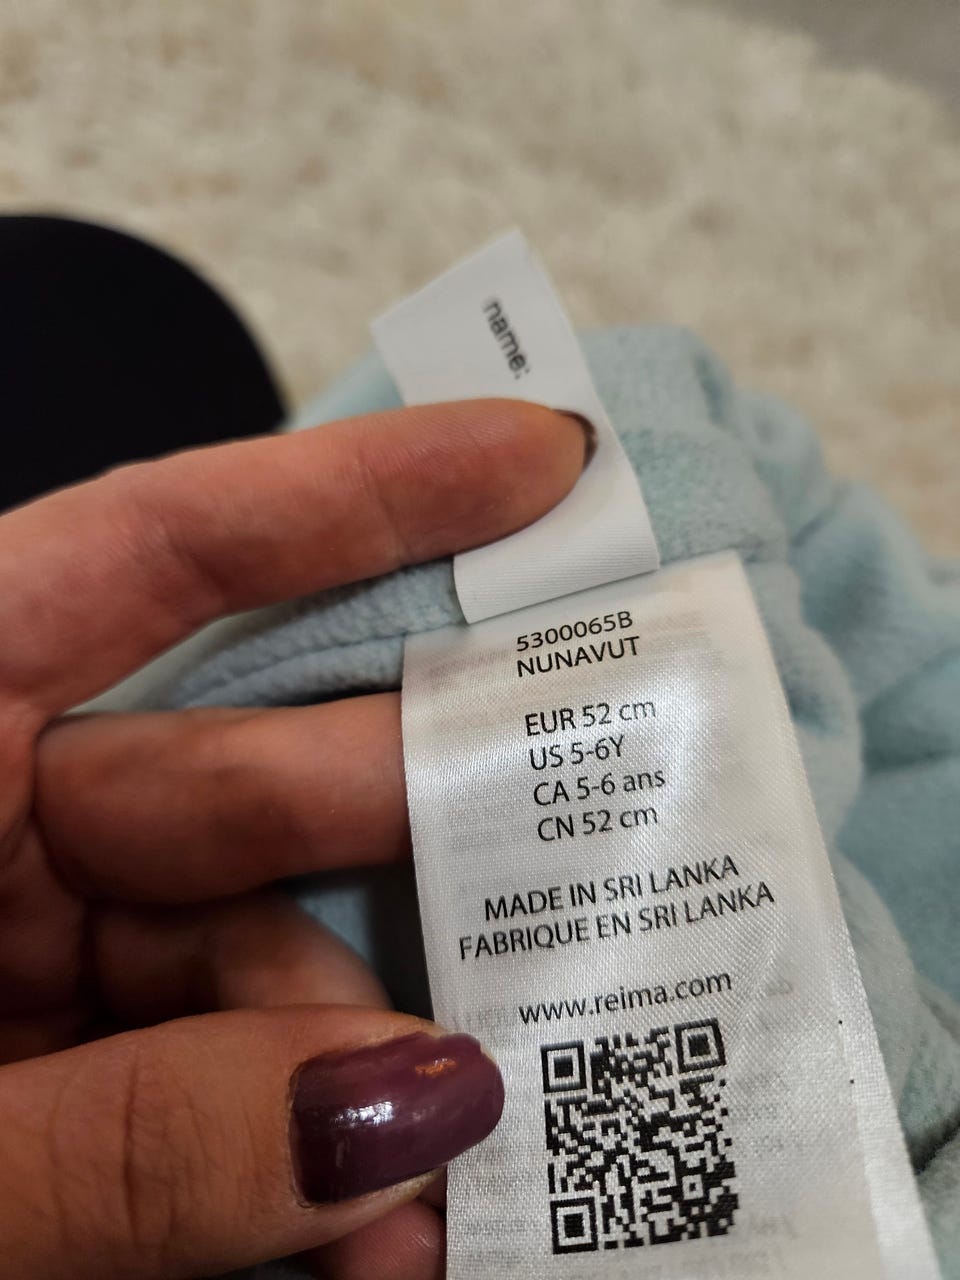 name:
5300065B
NUNAVUT
EUR 52 cm
US 5-6Y
CA 5-6 ans
CN 52 cm
MADE IN SRI LANKA
FABRIQUE EN SRI LANKA
www.reima.com